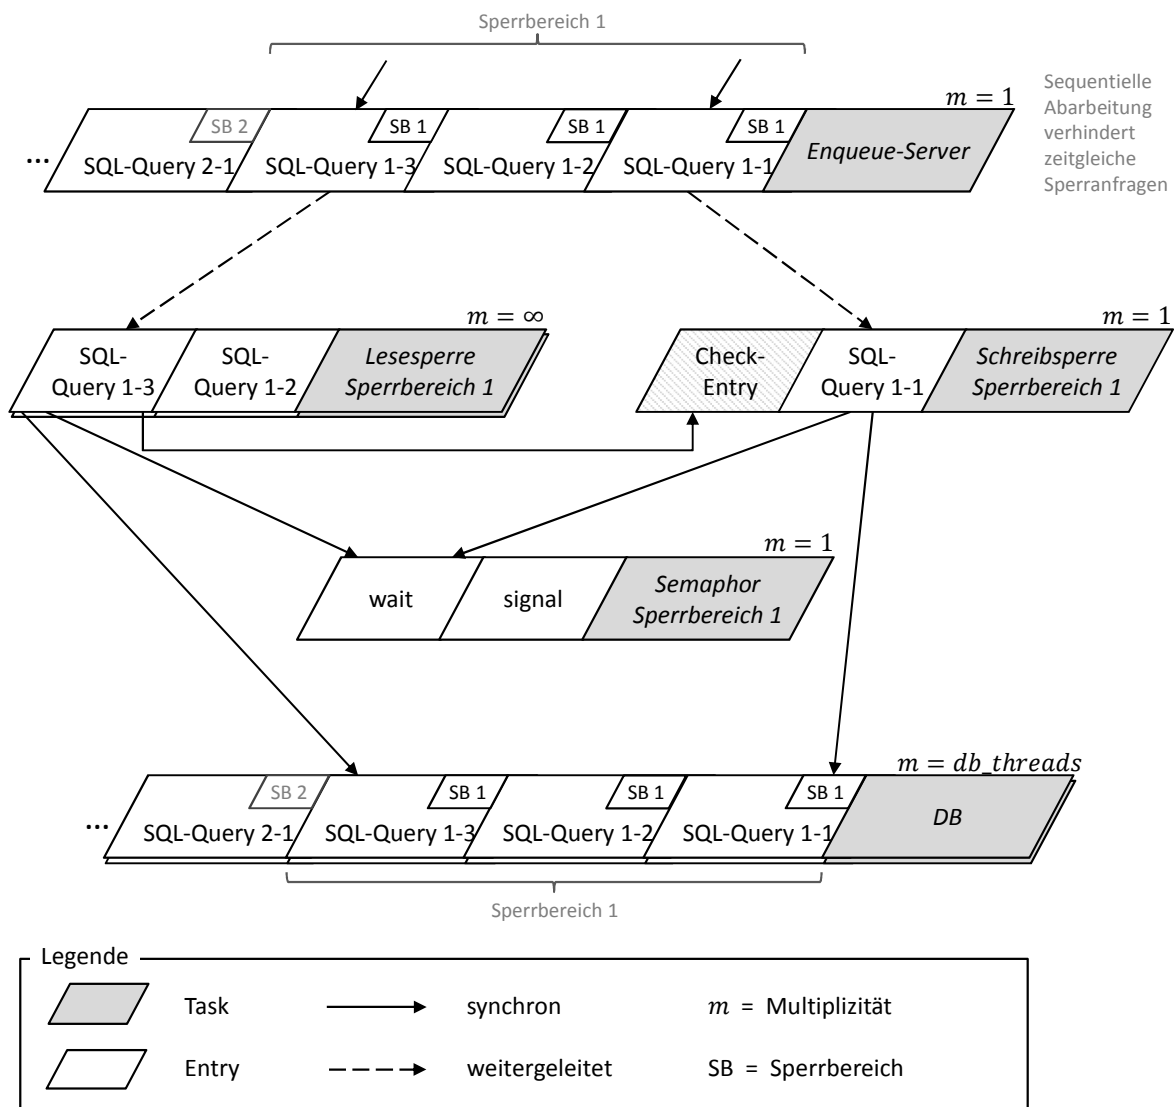 Sperrbereich 1
Sequentielle
Abarbeitung
verhindert
zeitgleiche
Sperranfragen
m = 1
SB 2
SB 1
SB 1
SB 1
...
SQL-Query 2-1
SQL-Query 1-3
SQL-Query 1-2
SQL-Query 1-1
Enqueue-Server
m = ∞
SQL-
Query 1-3
SQL-
Query 1-2
Lesesperre
Sperrbereich 1
m = 1
Check-
Entry
SQL-
Query 1-1
Schreibsperre
Sperrbereich 1
m = 1
wait
signal
Semaphor
Sperrbereich 1
m = db_threads
SB 2
SB 1
SB 1
SB 1
...
SQL-Query 2-1
SQL-Query 1-3
SQL-Query 1-2
SQL-Query 1-1
DB
Sperrbereich 1
Legende
Task
synchron
m = Multiplizität
Entry
weitergeleitet
SB = Sperrbereich